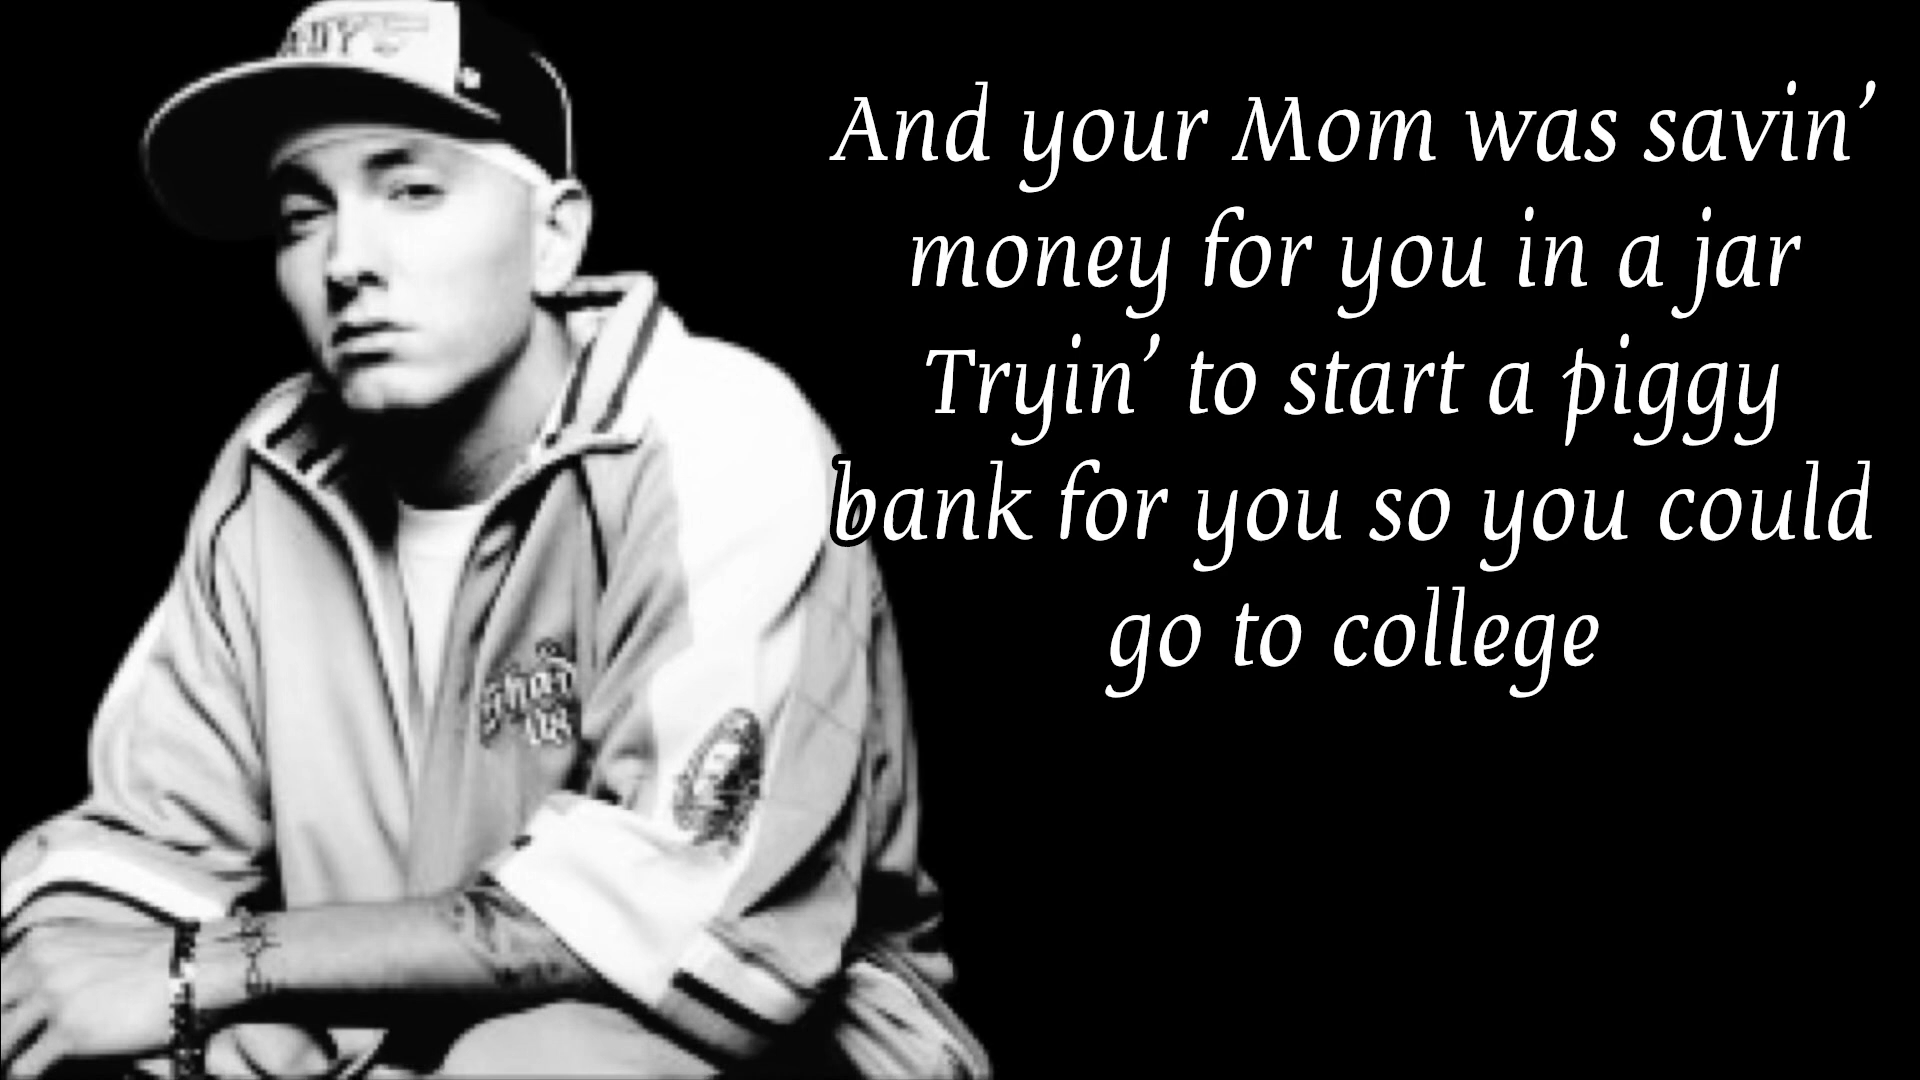 And your Mom was savin’
money for you in a jar
Tryin’ to start a piggy
bank for you so you could
go to college